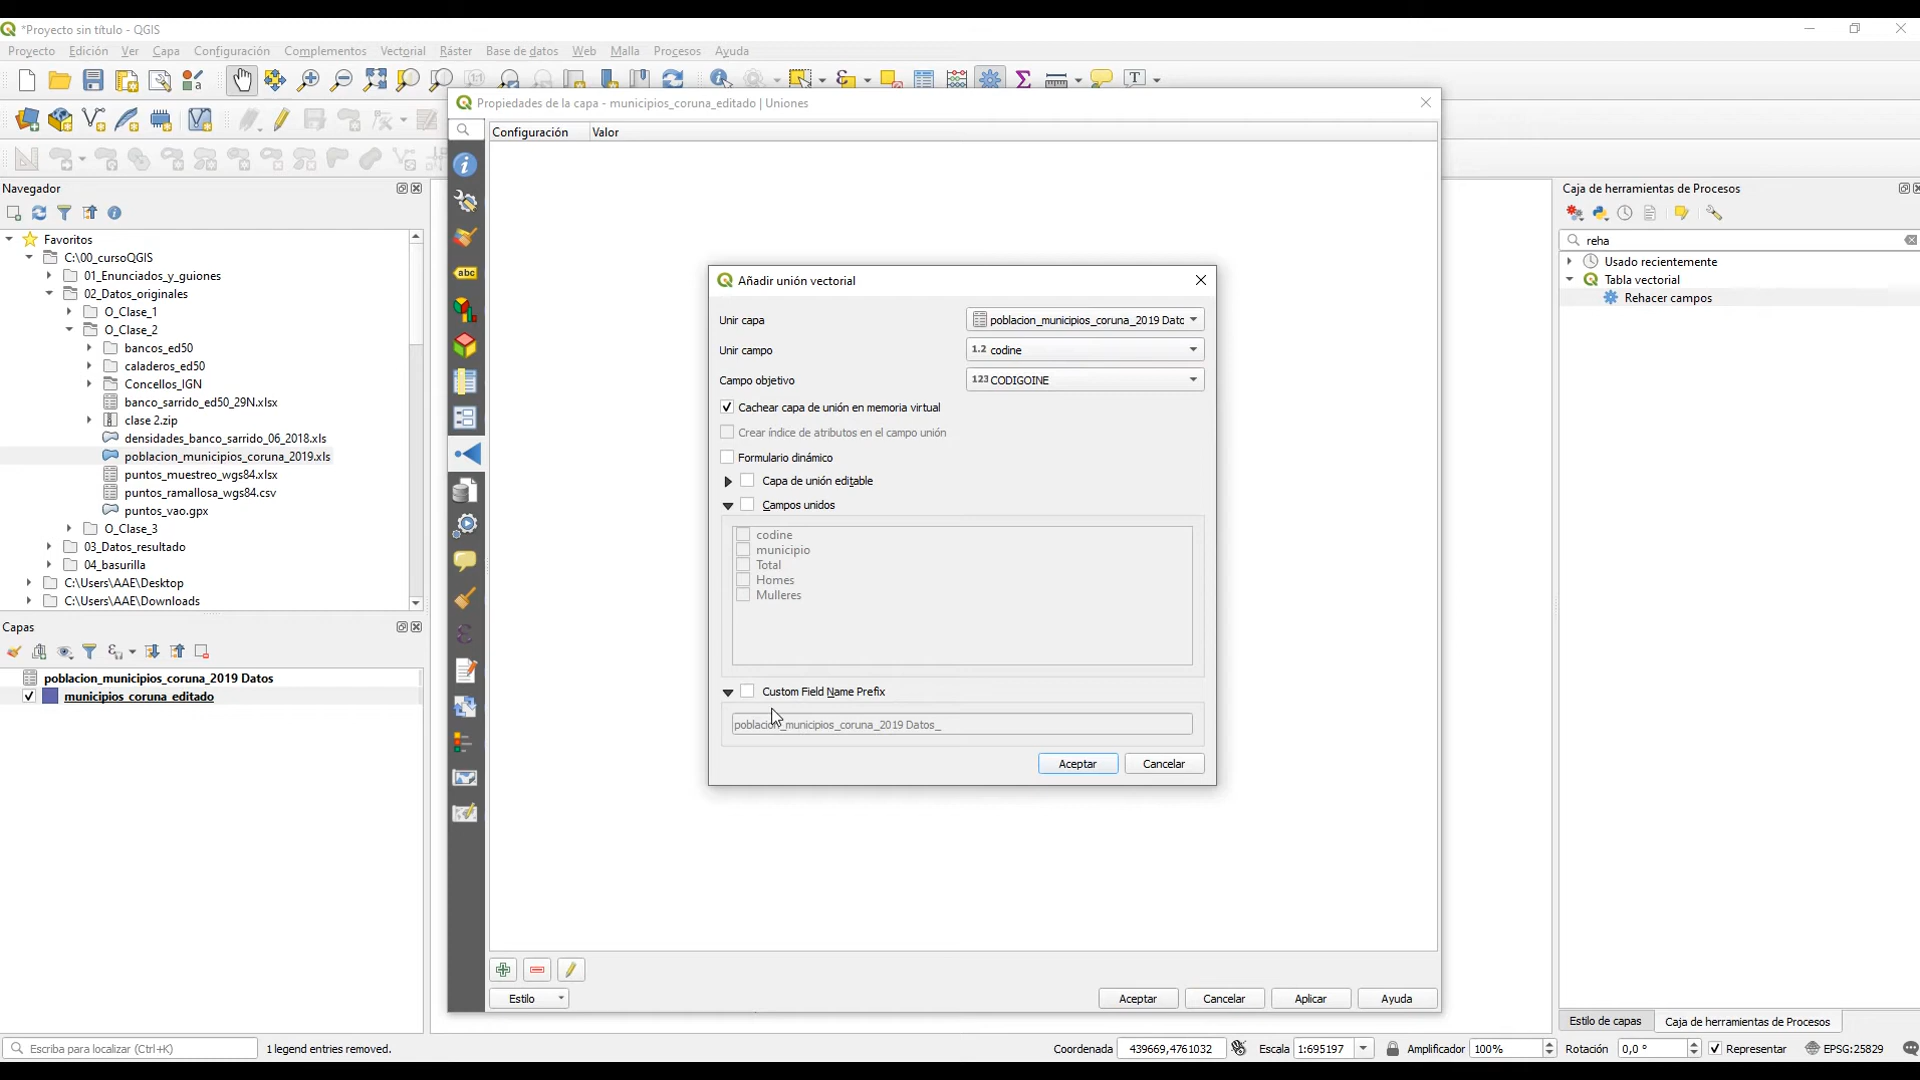 *Proyecto sin título - QGIS
Proyecto Edición Ver Capa Configuración Complementos Vectorial Ráster Base de datos Web Malla Procesos Ayuda
Propiedades de la capa - municipios_coruna_editado | Uniones
Configuración Valor
Navegador
Favoritos
C:\00_cursoQGIS
01_Enunciados_y_guiones
02_Datos_originales
O_Clase_1
O_Clase_2
bancos_ed50
caladeros_ed50
Concellos_IGN
banco_sarrido_ed50_29N.xlsx
clase 2.zip
densidades_banco_sarrido_06_2018.xls
poblacion_municipios_coruna_2019.xls
puntos_muestreo_wgs84.xlsx
puntos_ramallosa_wgs84.csv
puntos_vao.gpx
O_Clase_3
03_Datos_resultado
04_basurilla
C:\Users\AAE\Desktop
C:\Users\AAE\Downloads
Capas
poblacion_municipios_coruna_2019 Datos
municipios_coruna_editado
abc
Añadir unión vectorial
Unir capa poblacion_municipios_coruna_2019 Datc
Unir campo 1.2 codine
Campo objetivo 123 CODIGOINE
Cachear capa de unión en memoria virtual
Crear índice de atributos en el campo unión
Formulario dinámico
Capa de unión editable
Campos unidos
codine
municipio
Total
Homes
Mulleres
Custom Field Name Prefix
poblacion_municipios_coruna_2019 Datos_
Aceptar Cancelar
Estilo Aceptar Cancelar Aplicar Ayuda
Caja de herramientas de Procesos
reha
Usado recientemente
Tabla vectorial
Rehacer campos
Estilo de capas Caja de herramientas de Procesos
Escriba para localizar (Ctrl+K) 1 legend entries removed. Coordenada 439669,4761032 Escala 1:695197 Amplificador 100% Rotación 0,0 ° Representar EPSG:25829